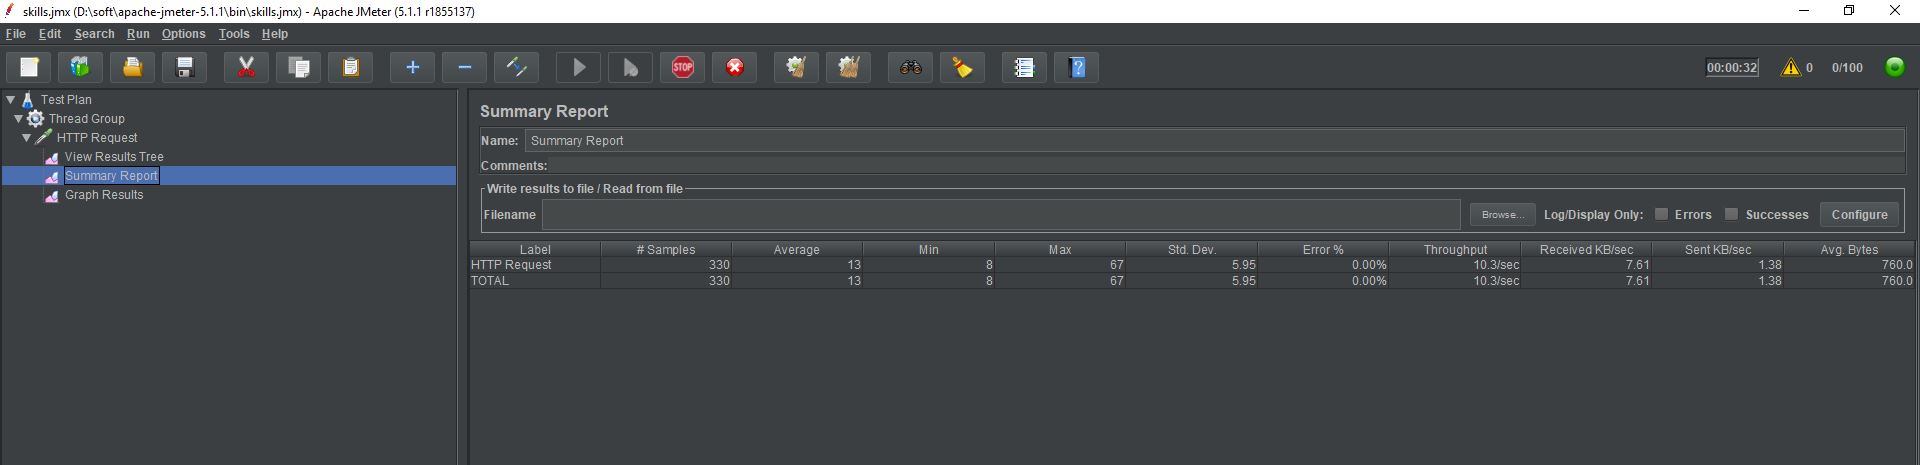 skills.jmx (D:\soft\apache-jmeter-5.1.1\bin\skills.jmx) - Apache JMeter (5.1.1 r1855137)
File Edit Search Run Options Tools Help
STOP 00:00:32 0 0/100
Test Plan
Thread Group
HTTP Request
View Results Tree
Summary Report
Graph Results
Summary Report
Name: Summary Report
Comments:
Write results to file / Read from file
Filename Browse... Log/Display Only: Errors Successes Configure
Label # Samples Average Min Max Std. Dev. Error % Throughput Received KB/sec Sent KB/sec Avg. Bytes
HTTP Request 330 13 8 67 5.95 0.00% 10.3/sec 7.61 1.38 760.0
TOTAL 330 13 8 67 5.95 0.00% 10.3/sec 7.61 1.38 760.0